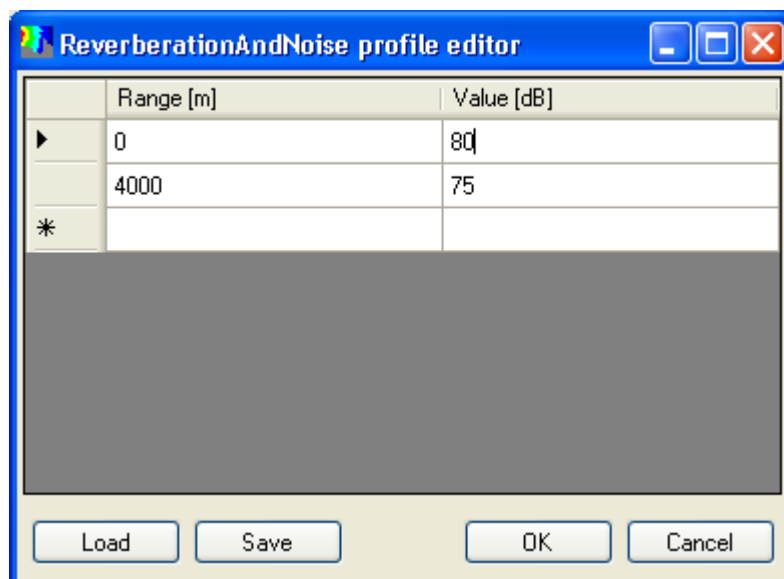 ReverberationAndNoise profile editor
Range [m] Value [dB]
0 80
4000 75
Load Save OK Cancel